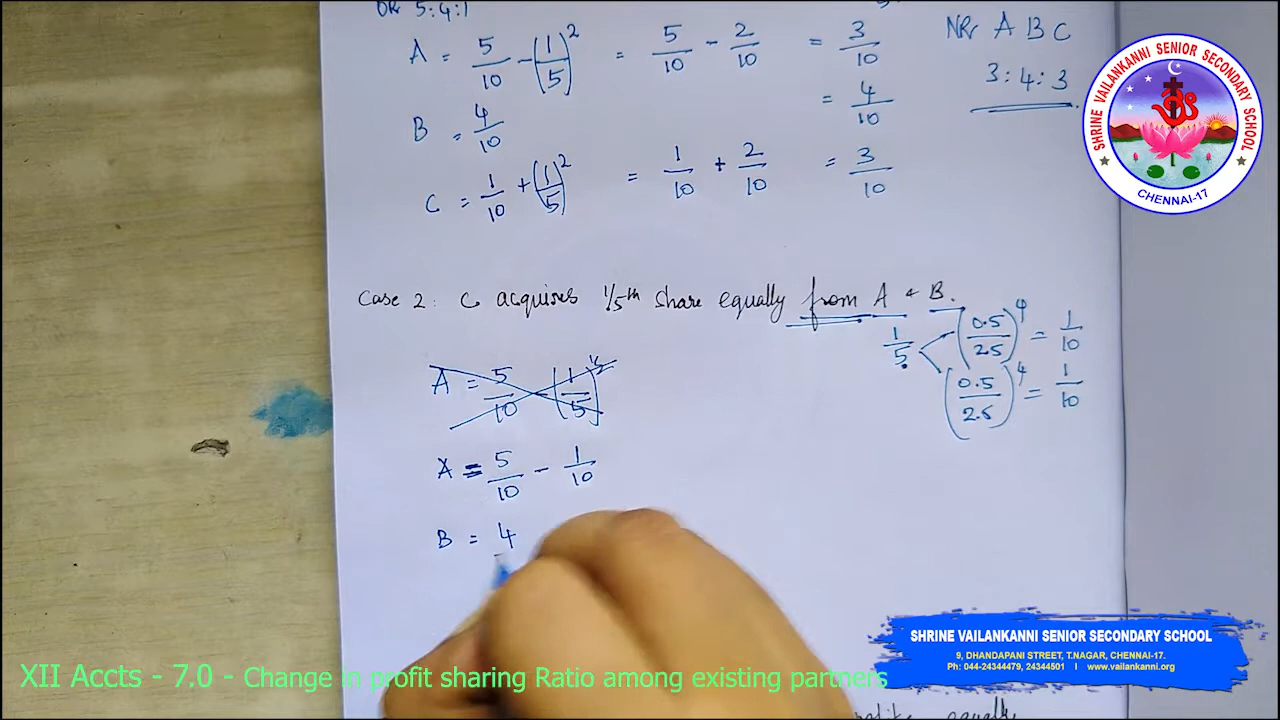 OR 5:4:1
A = 5/10 - (1/5)² = 5/10 - 2/10 = 3/10
NR A B C
3:4:3
B = 4/10 = 4/10
C = 1/10 + (1/5)² = 1/10 + 2/10 = 3/10
Case 2: C acquires 1/5th share equally from A & B.
1/5 (0.5/2.5)⁴ = 1/10
(0.5/2.5)⁴ = 1/10
A = 5/10 (1/5)
A = 5/10 - 1/10
B = 4
equally
SHRINE VAILANKANNI SENIOR SECONDARY SCHOOL
CHENNAI-17
SHRINE VAILANKANNI SENIOR SECONDARY SCHOOL
9, DHANDAPANI STREET, T.NAGAR, CHENNAI-17.
Ph: 044-24344479, 24344501 I www.vailankanni.org
XII Accts - 7.0 - Change in profit sharing Ratio among existing partners